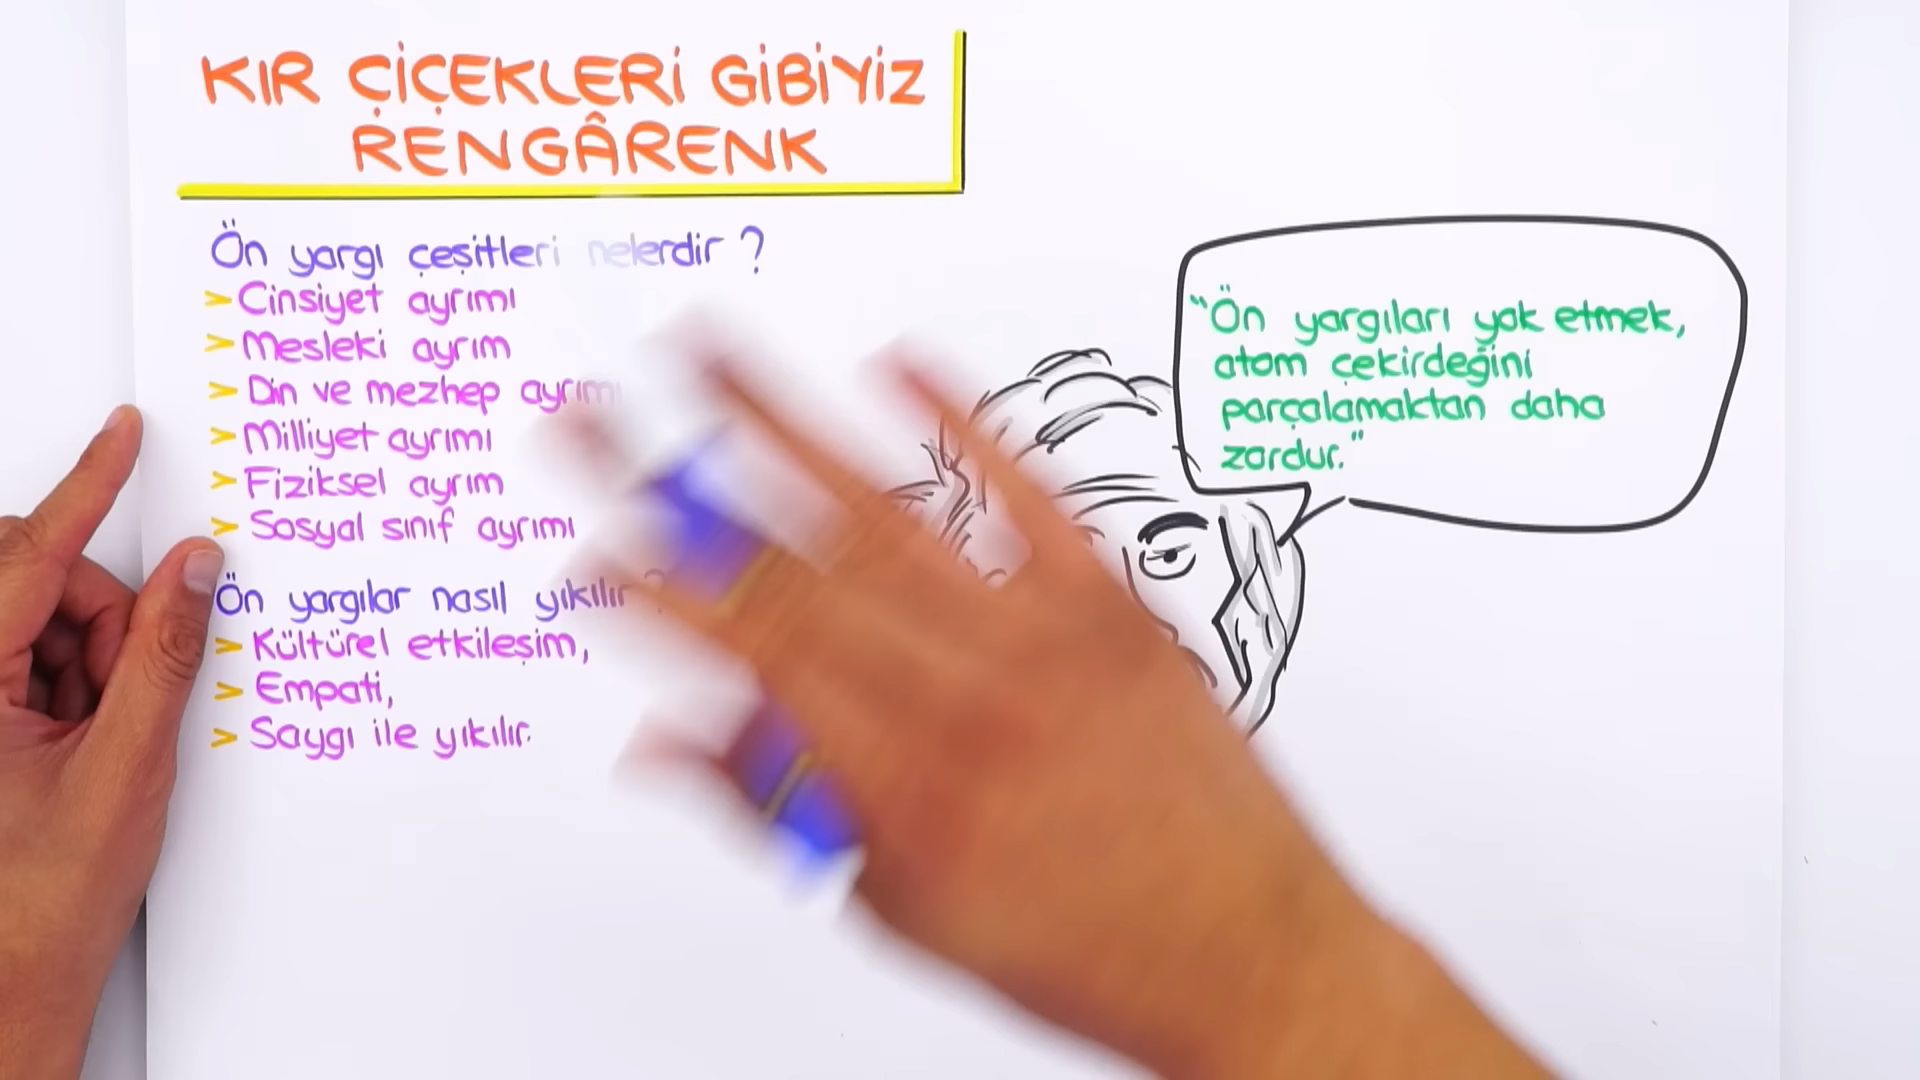 KIR ÇİÇEKLERİ GİBİYİZ
RENGÂRENK
Ön yargı çeşitleri nelerdir ?
> Cinsiyet ayrımı
> Mesleki ayrım
> Din ve mezhep ayrımı
> Milliyet ayrımı
> Fiziksel ayrım
> Sosyal sınıf ayrımı
Ön yargılar nasıl yıkılır ?
> Kültürel etkileşim,
> Empati,
> Saygı ile yıkılır.
"Ön yargıları yok etmek,
atom çekirdeğini
parçalamaktan daha
zordur."